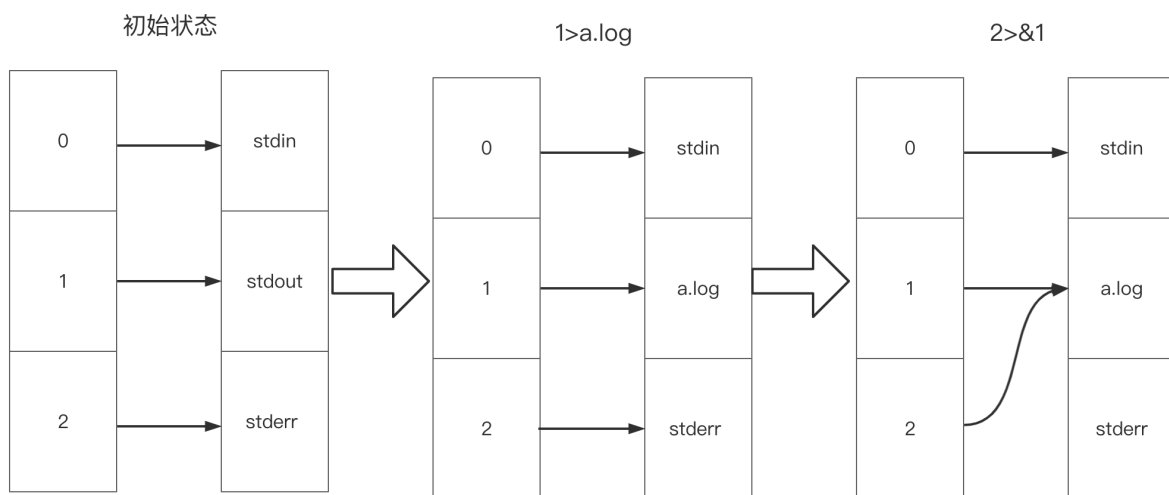 初始状态
1>a.log
2>&1
0
stdin
0
stdin
0
stdin
1
stdout
1
a.log
1
a.log
2
stderr
2
stderr
2
stderr